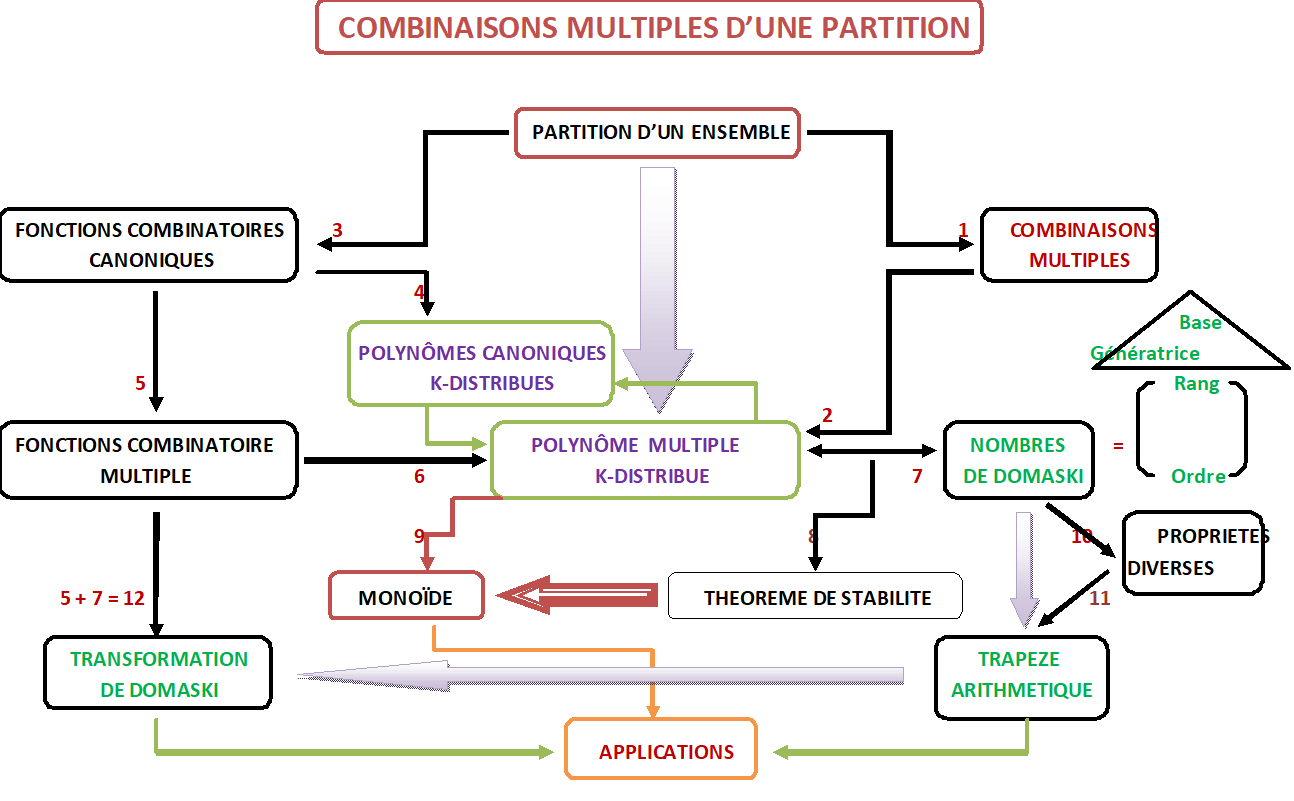 COMBINAISONS MULTIPLES D’UNE PARTITION
PARTITION D’UN ENSEMBLE
FONCTIONS COMBINATOIRES
CANONIQUES
3
1
COMBINAISONS
MULTIPLES
4
Base
Génératrice
POLYNÔMES CANONIQUES
K-DISTRIBUES
5
Rang
2
FONCTIONS COMBINATOIRE
MULTIPLE
6
POLYNÔME MULTIPLE
K-DISTRIBUE
7
NOMBRES
DE DOMASKI
=
Ordre
9
8
10
PROPRIETES
DIVERSES
5 + 7 = 12
MONOÏDE
THEOREME DE STABILITE
11
TRANSFORMATION
DE DOMASKI
TRAPEZE
ARITHMETIQUE
APPLICATIONS